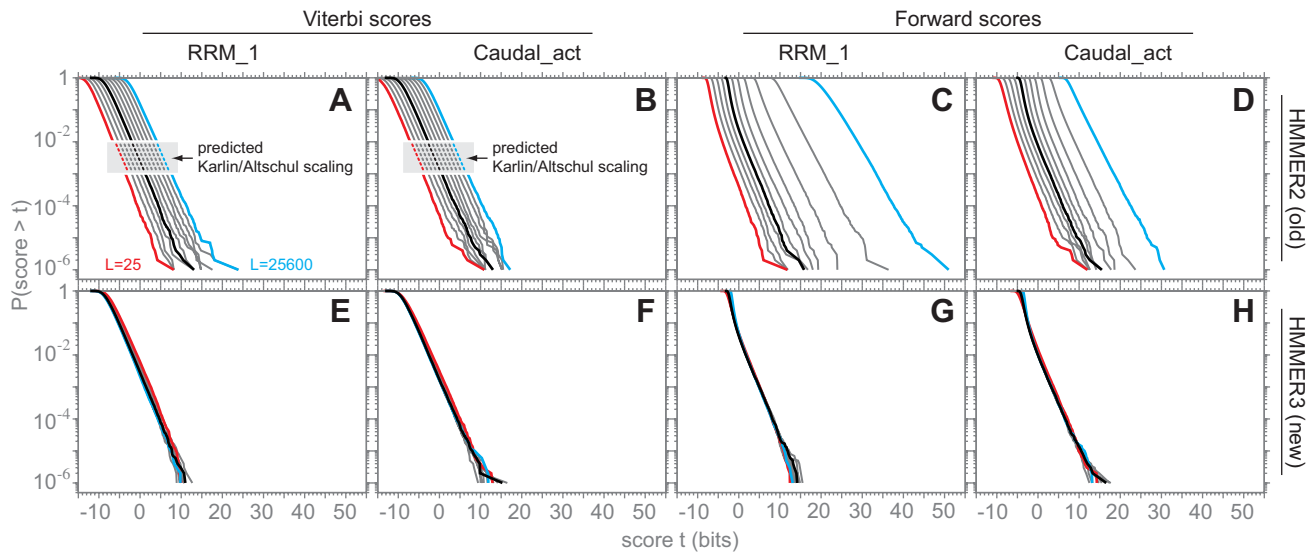 Viterbi scores
Forward scores
RRM_1
Caudal_act
RRM_1
Caudal_act
P(score > t)
1
10-2
10-4
10-6
A
predicted
Karlin/Altschul scaling
L=25
L=25600
B
predicted
Karlin/Altschul scaling
C
D
HMMER2 (old)
1
10-2
10-4
10-6
E
F
G
H
HMMER3 (new)
-10 0 10 20 30 40 50
-10 0 10 20 30 40 50
-10 0 10 20 30 40 50
-10 0 10 20 30 40 50
score t (bits)